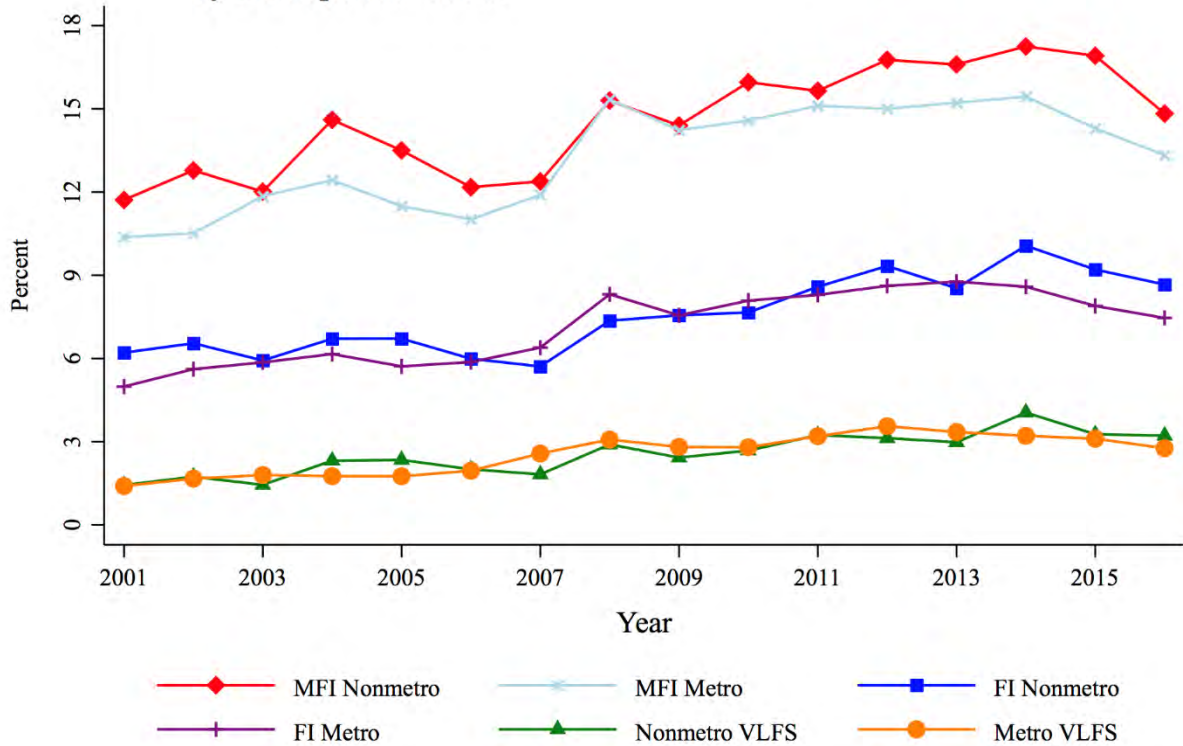 18
15
12
9
6
3
0
Percent
2001 2003 2005 2007 2009 2011 2013 2015
Year
MFI Nonmetro MFI Metro FI Nonmetro
FI Metro Nonmetro VLFS Metro VLFS